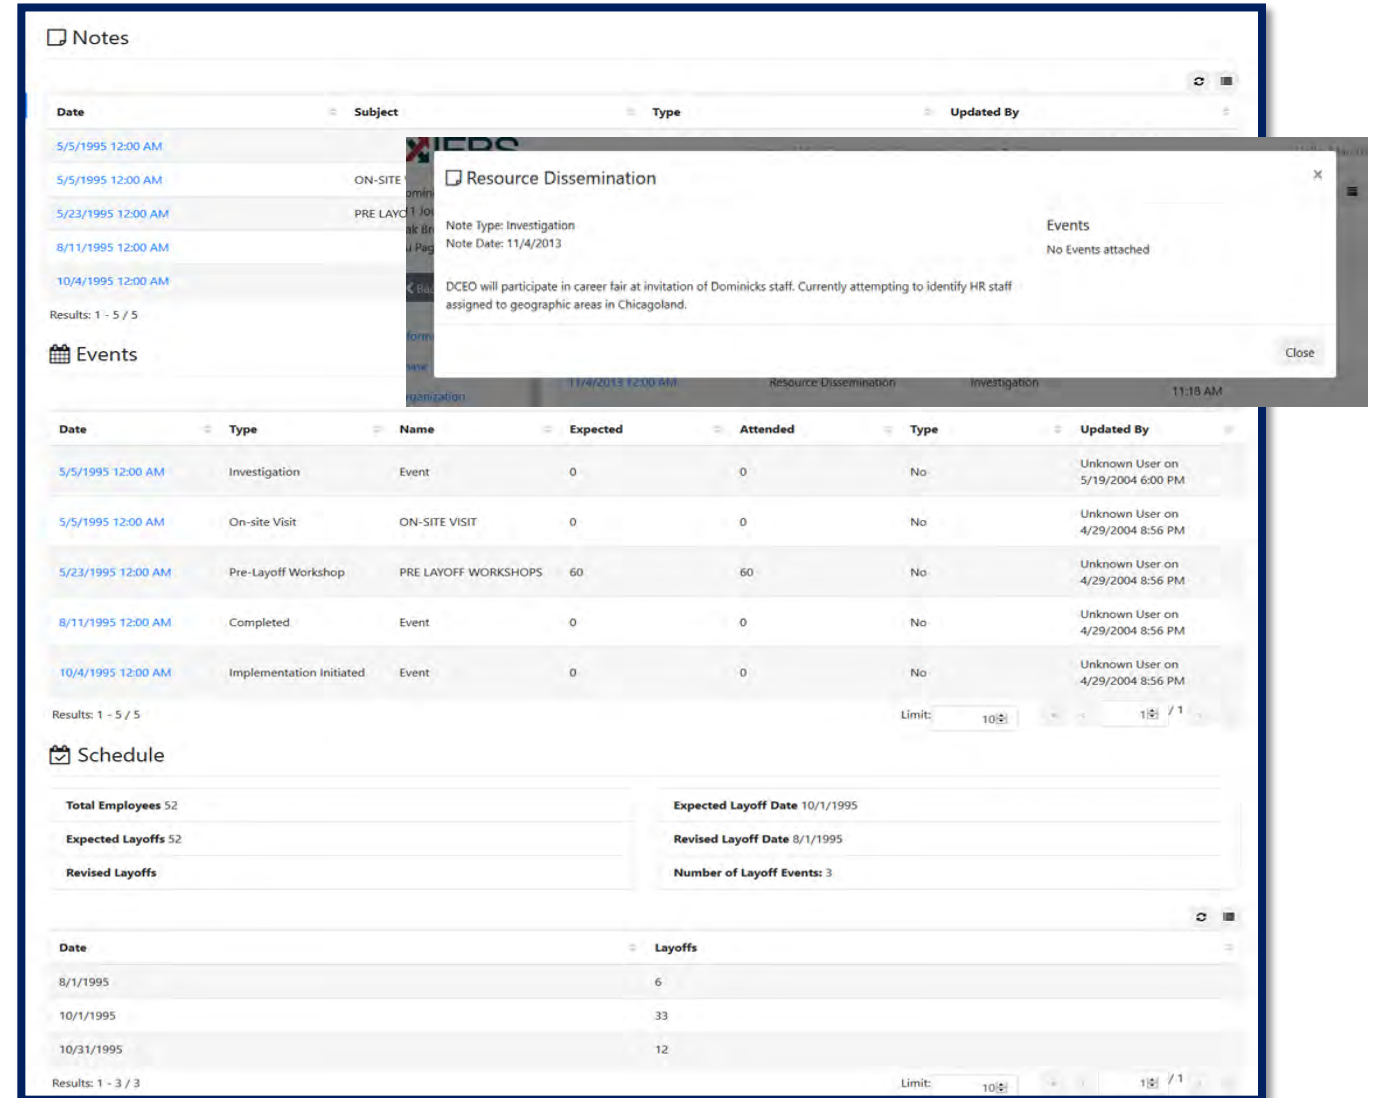 Notes
Date Subject Type Updated By
5/5/1995 12:00 AM
5/5/1995 12:00 AM ON-SITE
5/23/1995 12:00 AM PRE LAYO
8/11/1995 12:00 AM
10/4/1995 12:00 AM
Results: 1 - 5 / 5
IEBS
Resource Dissemination ×
Note Type: Investigation
Note Date: 11/4/2013
Events
No Events attached
DCEO will participate in career fair at invitation of Dominicks staff. Currently attempting to identify HR staff
assigned to geographic areas in Chicagoland.
Close
11/4/2013 12:00 AM Resource Dissemination Investigation 11:18 AM
rganization
Events
Date Type Name Expected Attended Type Updated By
5/5/1995 12:00 AM Investigation Event 0 0 No Unknown User on
5/19/2004 6:00 PM
5/5/1995 12:00 AM On-site Visit ON-SITE VISIT 0 0 No Unknown User on
4/29/2004 8:56 PM
5/23/1995 12:00 AM Pre-Layoff Workshop PRE LAYOFF WORKSHOPS 60 60 No Unknown User on
4/29/2004 8:56 PM
8/11/1995 12:00 AM Completed Event 0 0 No Unknown User on
4/29/2004 8:56 PM
10/4/1995 12:00 AM Implementation Initiated Event 0 0 No Unknown User on
4/29/2004 8:56 PM
Results: 1 - 5 / 5 Limit: 10 1 / 1
Schedule
Total Employees 52
Expected Layoffs 52
Revised Layoffs
Expected Layoff Date 10/1/1995
Revised Layoff Date 8/1/1995
Number of Layoff Events: 3
Date Layoffs
8/1/1995 6
10/1/1995 33
10/31/1995 12
Results: 1 - 3 / 3 Limit: 10 1 / 1